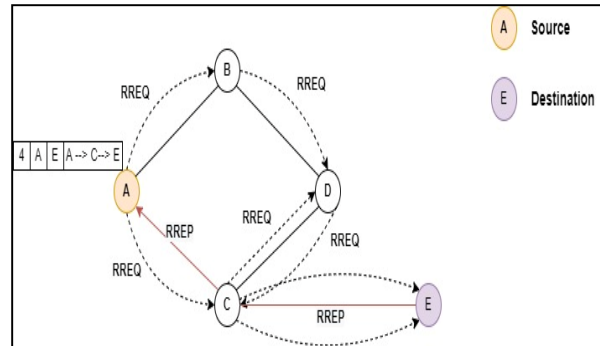 A Source
B
RREQ
RREQ
E Destination
4 A E A --> C--> E
A
D
RREQ
RREP
RREQ
RREQ
C
E
RREP